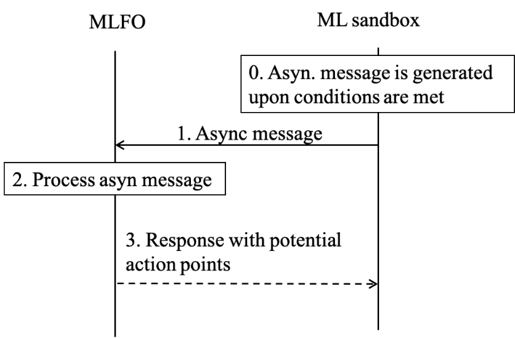 MLFO
ML sandbox
0. Asyn. message is generated
upon conditions are met
1. Async message
2. Process asyn message
3. Response with potential
action points